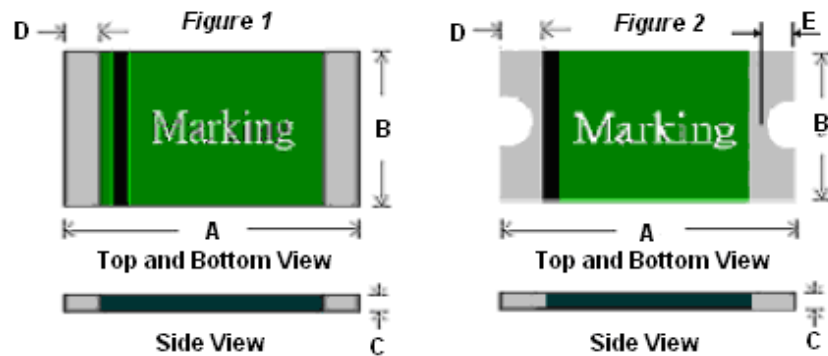 Figure 1
D
Marking
B
A
Top and Bottom View
C
Side View
Figure 2
D
E
Marking
B
A
Top and Bottom View
C
Side View